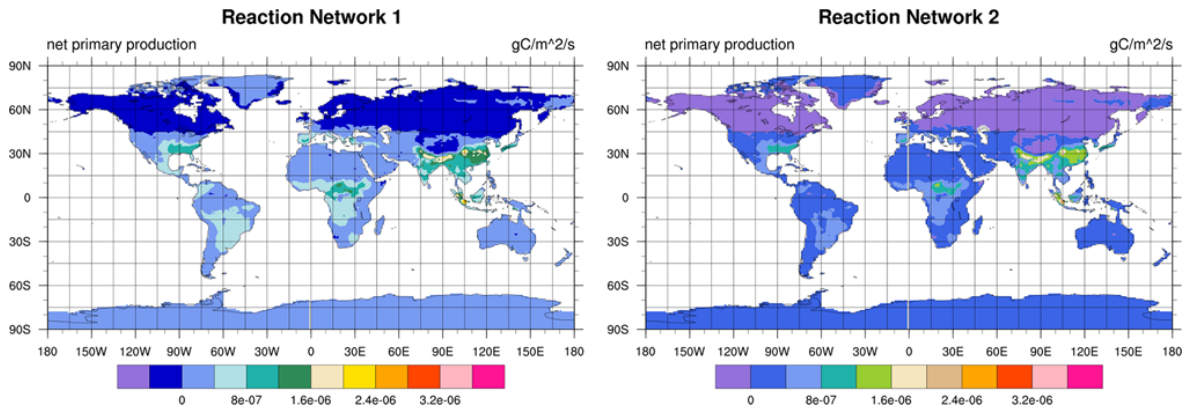 Reaction Network 1
net primary production gC/m^2/s
90N
60N
30N
0
30S
60S
90S
180 150W 120W 90W 60W 30W 0 30E 60E 90E 120E 150E 180
0 8e-07 1.6e-06 2.4e-06 3.2e-06
Reaction Network 2
net primary production gC/m^2/s
90N
60N
30N
0
30S
60S
90S
180 150W 120W 90W 60W 30W 0 30E 60E 90E 120E 150E 180
0 8e-07 1.6e-06 2.4e-06 3.2e-06